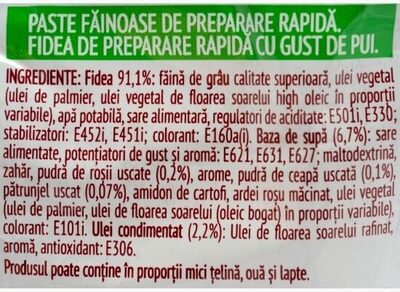 PASTE FĂINOASE DE PREPARARE RAPIDĂ.
FIDEA DE PREPARARE RAPIDĂ CU GUST DE PUI.
INGREDIENTE: Fidea 91,1%: făină de grâu calitate superioară, ulei vegetal
(ulei de palmier, ulei vegetal de floarea soarelui high oleic în proporții
variabile), apă potabilă, sare alimentară, regulatori de aciditate: E501i, E330;
stabilizatori: E452i, E451i; colorant: E160a(i). Baza de supă (6,7%): sare
alimentare, potențiatori de gust și aromă: E621, E631, E627; maltodextrină,
zahăr, pudră de roșii uscate (0,2%), arome, pudră de ceapă uscată (0,1%),
pătrunjel uscat (0,07%), amidon de cartofi, ardei roșu măcinat, ulei vegetal
(ulei de palmier, ulei de floarea soarelui (oleic bogat) în proporții variabile),
colorant: E101i. Ulei condimentat (2,2%): Ulei de floarea soarelui rafinat,
aromă, antioxidant: E306.
Produsul poate conține în proporții mici țelină, ouă și lapte.